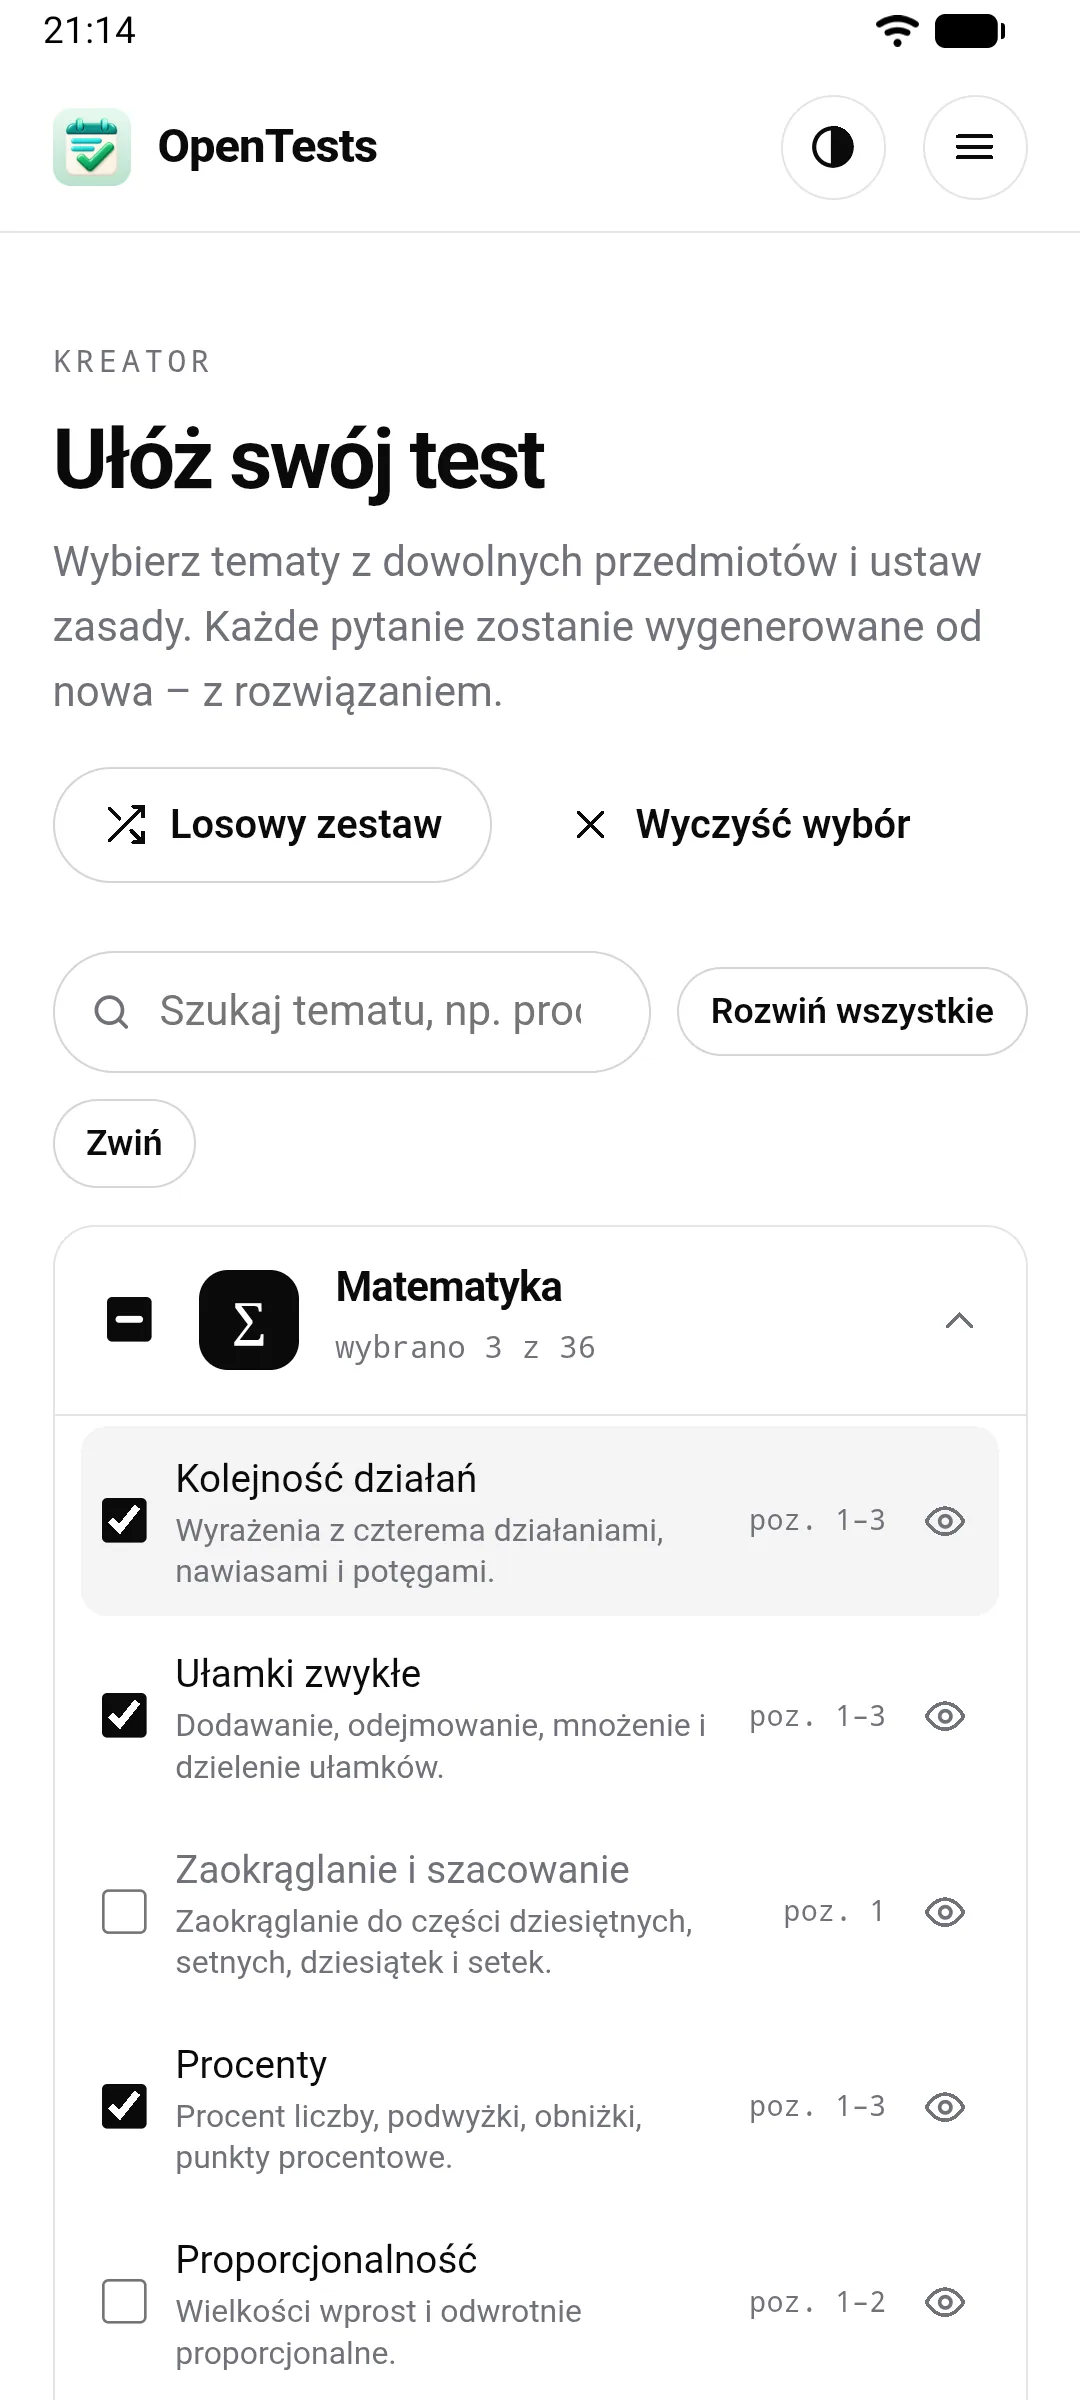 21:14
OpenTests
KREATOR
Ułóż swój test
Wybierz tematy z dowolnych przedmiotów i ustaw
zasady. Każde pytanie zostanie wygenerowane od
nowa – z rozwiązaniem.
Losowy zestaw
Wyczyść wybór
Szukaj tematu, np. proc
Rozwiń wszystkie
Zwiń
Σ
Matematyka
wybrano 3 z 36
Kolejność działań
Wyrażenia z czterema działaniami,
nawiasami i potęgami.
poz. 1–3
Ułamki zwykłe
Dodawanie, odejmowanie, mnożenie i
dzielenie ułamków.
poz. 1–3
Zaokrąglanie i szacowanie
Zaokrąglanie do części dziesiętnych,
setnych, dziesiątek i setek.
poz. 1
Procenty
Procent liczby, podwyżki, obniżki,
punkty procentowe.
poz. 1–3
Proporcjonalność
Wielkości wprost i odwrotnie
proporcjonalne.
poz. 1–2